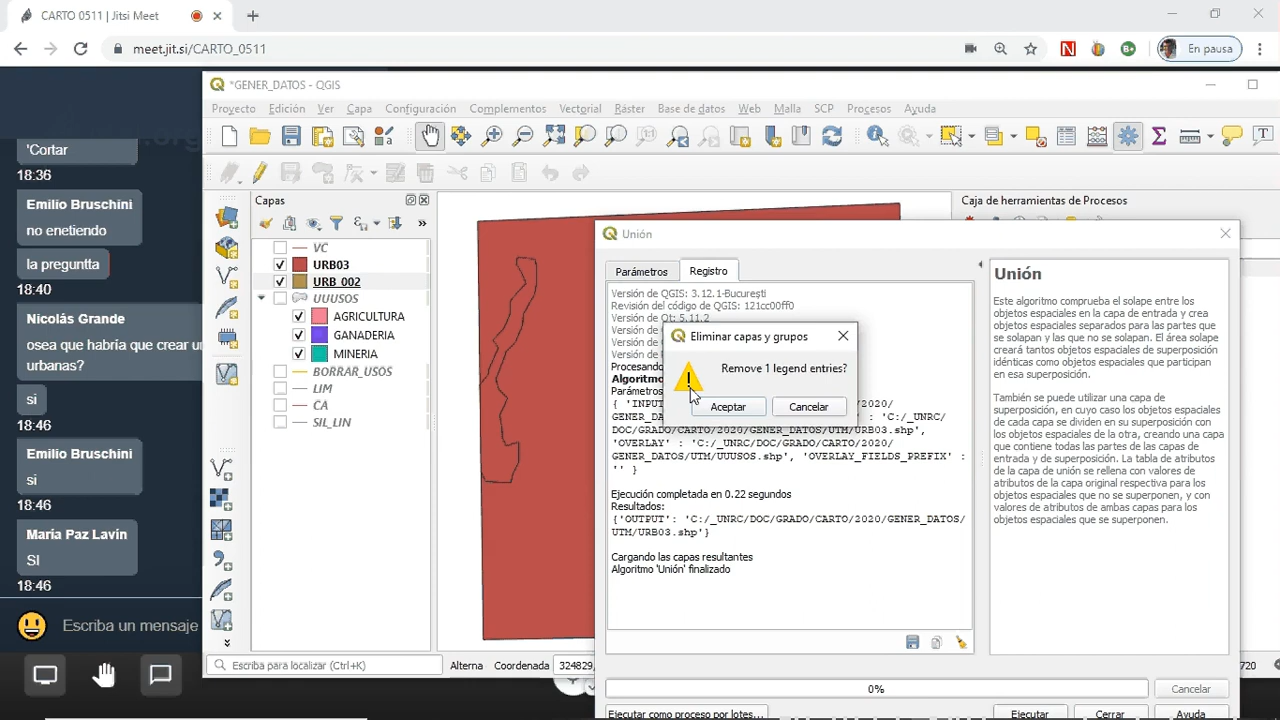 CARTO 0511 | Jitsi Meet
meet.jit.si/CARTO_0511
En pausa
*GENER_DATOS - QGIS
Proyecto Edición Ver Capa Configuración Complementos Vectorial Ráster Base de datos Web Malla SCP Procesos Ayuda
'Cortar
18:36
Emilio Bruschini
no enetiendo
la preguntta
18:40
Nicolás Grande
osea que habría que crear u
urbanas?
si
18:46
Emilio Bruschini
si
18:46
María Paz Lavín
SI
18:46
Escriba un mensaje
Capas
VC
URB03
URB_002
UUUSOS
AGRICULTURA
GANADERIA
MINERIA
BORRAR_USOS
LIM
CA
SIL_LIN
Escriba para localizar (Ctrl+K)
Alterna Coordenada 324829,
720
Caja de herramientas de Procesos
Unión
Parámetros Registro
Versión de QGIS: 3.12.1-București
Revisión del código de QGIS: 121cc00ff0
Versión de Qt: 5.11.2
Versión de
Versión de
Versión de
Procesando
Algoritmo
Parámetros
{ 'INPUT
2020/
GENER_DA
' : 'C:/_UNRC/
DOC/GRADO/CARTO/2020/GENER_DATOS/UTM/URB03.shp',
'OVERLAY' : 'C:/_UNRC/DOC/GRADO/CARTO/2020/
GENER_DATOS/UTM/UUUSOS.shp', 'OVERLAY_FIELDS_PREFIX' :
'' }
Ejecución completada en 0.22 segundos
Resultados:
{'OUTPUT': 'C:/_UNRC/DOC/GRADO/CARTO/2020/GENER_DATOS/
UTM/URB03.shp'}
Cargando las capas resultantes
Algoritmo 'Unión' finalizado
Eliminar capas y grupos
Remove 1 legend entries?
Aceptar Cancelar
Unión
Este algoritmo comprueba el solape entre los
objetos espaciales en la capa de entrada y crea
objetos espaciales separados para las partes que
se solapan y las que no se solapan. El área solape
creará tantos objetos espaciales de superposición
idénticas como objetos espaciales que participan
en esa superposición.
También se puede utilizar una capa de
superposición, en cuyo caso los objetos espaciales
de cada capa se dividen en su superposición con
los objetos espaciales de la otra, creando una capa
que contiene todas las partes de las capas de
entrada y de superposición. La tabla de atributos
de la capa de unión se rellena con valores de
atributos de la capa original respectiva para los
objetos espaciales que no se superponen, y con
valores de atributos de ambas capas para los
objetos espaciales que se superponen.
0%
Cancelar
Ejecutar como proceso por lotes...
Ejecutar Cerrar Ayuda